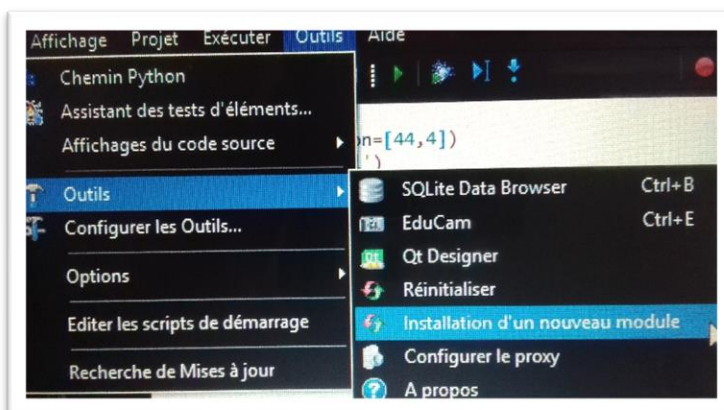 Affichage Projet Exécuter Outils Aide
Chemin Python
Assistant des tests d'éléments...
Affichages du code source
on=[44,4])
')
Outils
Configurer les Outils...
Options
Editer les scripts de démarrage
Recherche de Mises à jour
SQLite Data Browser Ctrl+B
EduCam Ctrl+E
Qt Designer
Réinitialiser
Installation d'un nouveau module
Configurer le proxy
A propos